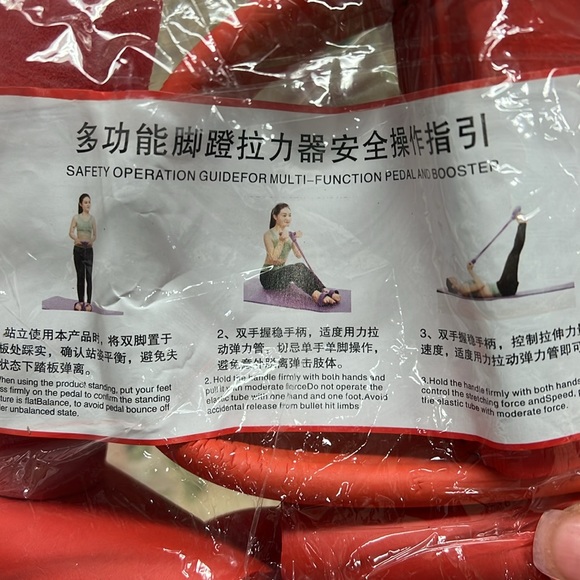 多功能脚蹬拉力器安全操作指引
SAFETY OPERATION GUIDEFOR MULTI-FUNCTION PEDAL AND BOOSTER
站立使用本产品时,将双脚置于
板处踩实,确认站姿平衡,避免失
状态下踏板弹离。
When using the product standing, put your feet
ss firmly on the pedal to confirm the standing
ture is flatBalance, to avoid pedal bounce off
der unbalanced state.
2、双手握稳手柄,适度用力拉
动弹力管,切忌单手单脚操作,
避免意外脱离弹击肢体。
2. Hold the handle firmly with both hands and
pull it with moderate forceDo not operate the
elastic tube with one hand and one foot.Avoid
accidental release from bullet hit limbs
3、双手握稳手柄,控制拉伸力
速度,适度用力拉动弹力管即可
3.Hold the handle firmly with both hands
control the stretching force andSpeed, p
the elastic tube with moderate force.